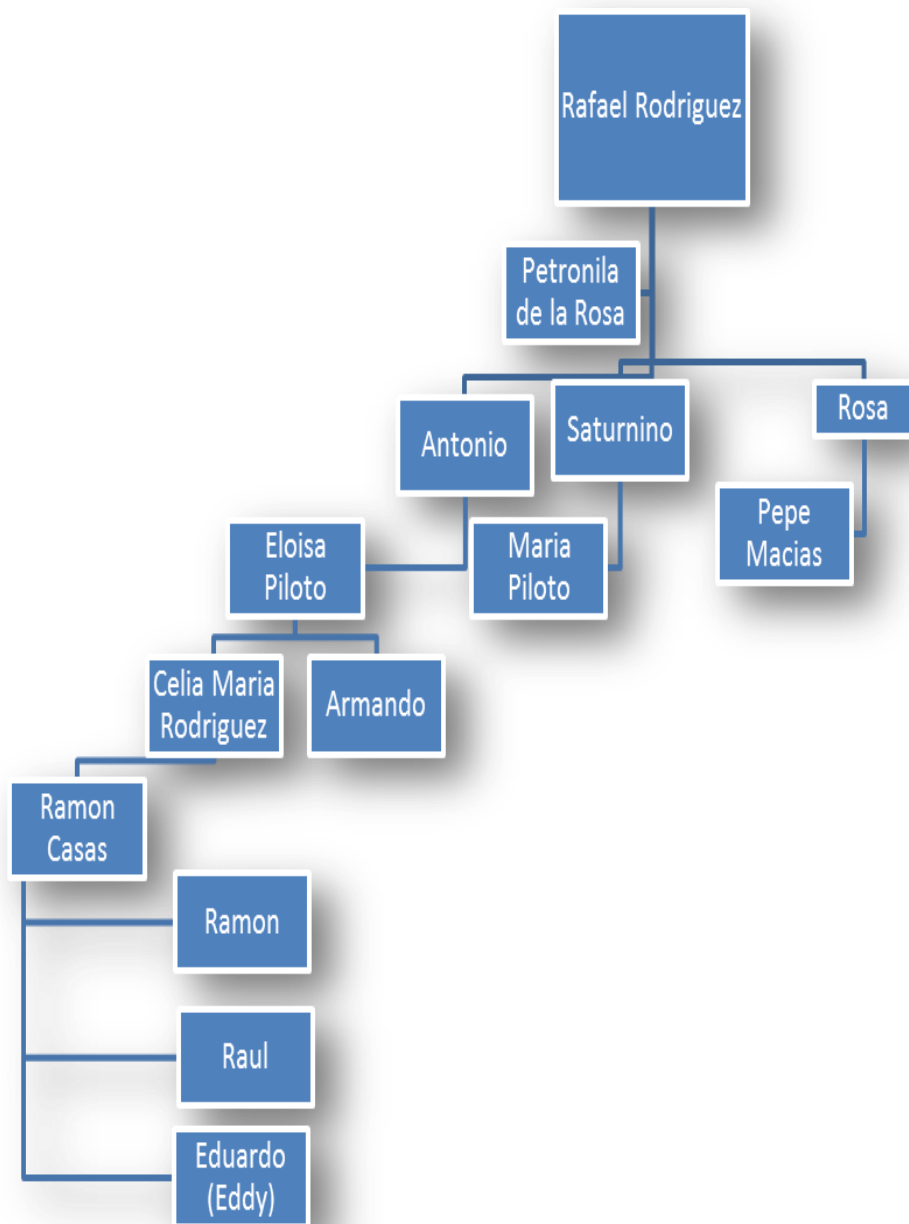 Rafael Rodriguez
Petronila
de la Rosa
Antonio
Saturnino
Rosa
Eloisa
Piloto
Maria
Piloto
Pepe
Macias
Celia Maria
Rodriguez
Armando
Ramon
Casas
Ramon
Raul
Eduardo
(Eddy)